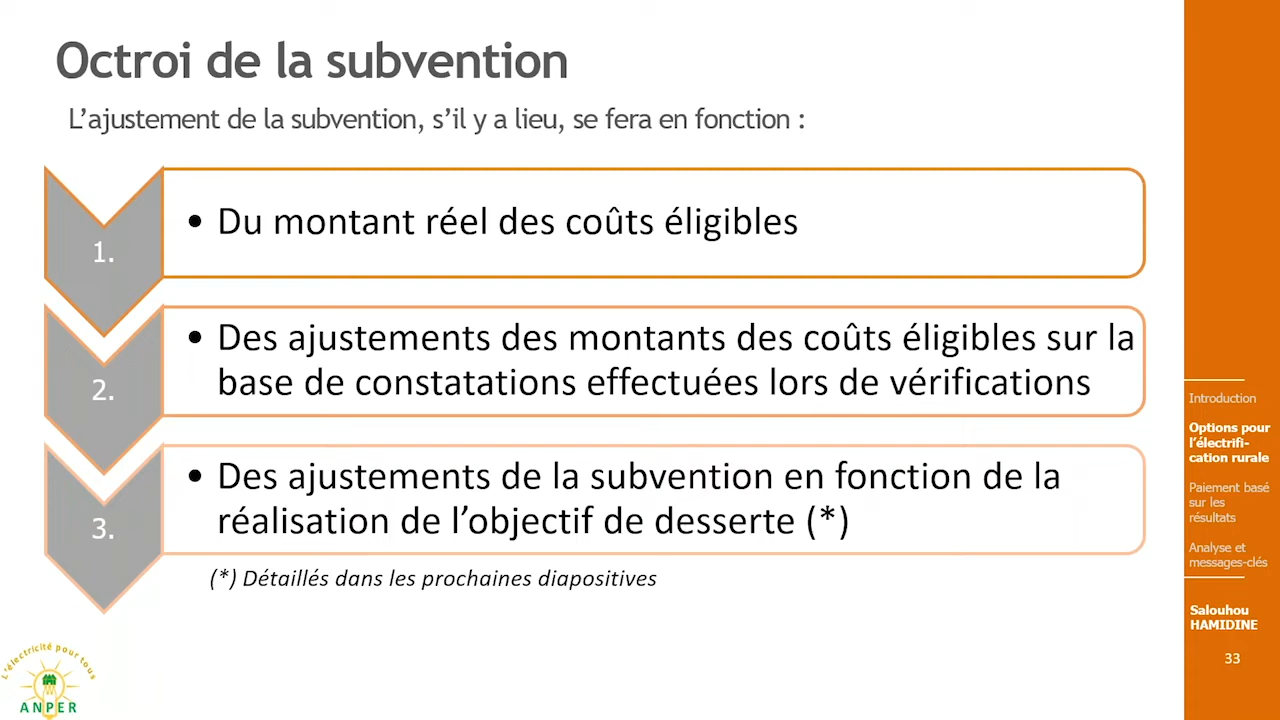 Octroi de la subvention
L’ajustement de la subvention, s’il y a lieu, se fera en fonction :
1.
• Du montant réel des coûts éligibles
2.
• Des ajustements des montants des coûts éligibles sur la
base de constatations effectuées lors de vérifications
3.
• Des ajustements de la subvention en fonction de la
réalisation de l’objectif de desserte (*)
(*) Détaillés dans les prochaines diapositives
L'électricité pour tous
ANPER
Introduction
Options pour
l’électrifi-
cation rurale
Paiement basé
sur les
résultats
Analyse et
messages-clés
Salouhou
HAMIDINE
33